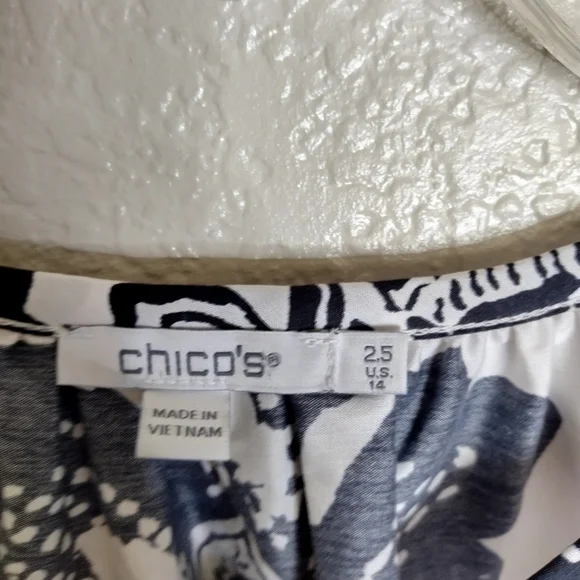 chico's®
2.5
U.S.
14
MADE IN
VIETNAM